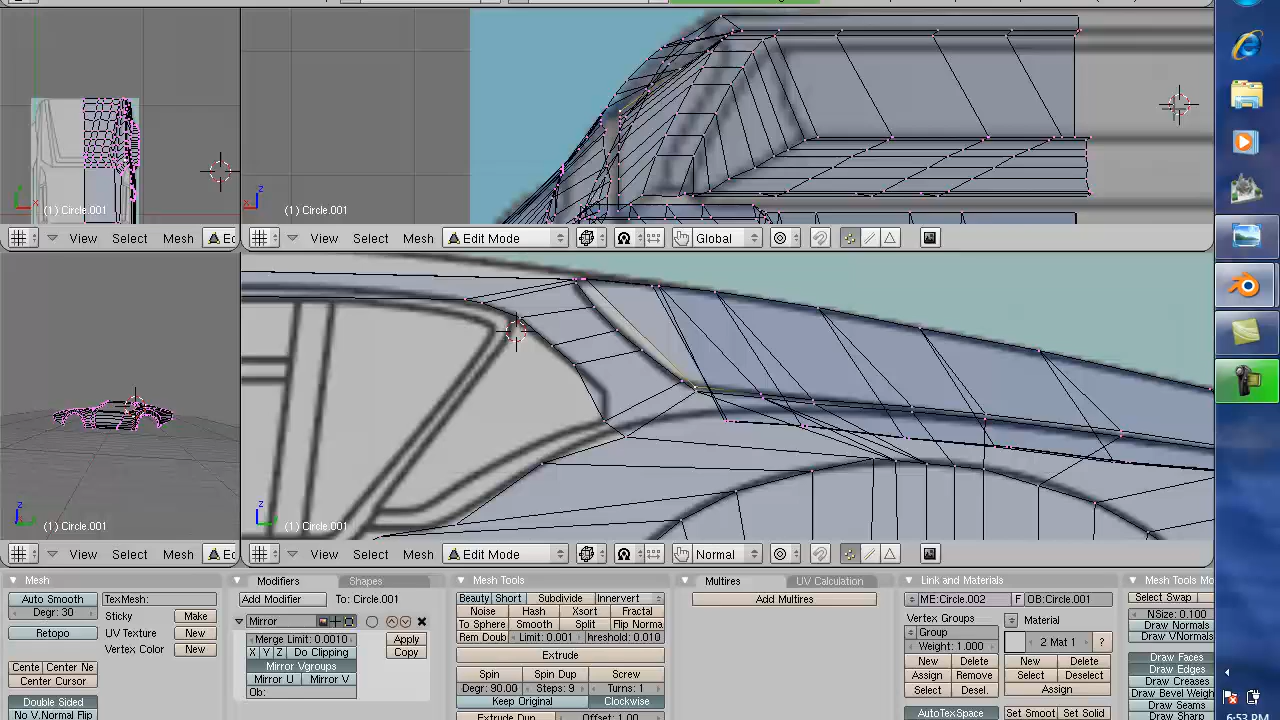 (1) Circle.001
(1) Circle.001
View Select Mesh Ec
View Select Mesh Edit Mode Global
(1) Circle.001
(1) Circle.001
View Select Mesh Ec
View Select Mesh Edit Mode Normal
Mesh
Auto Smooth
Degr: 30
Retopo
Cente Center Ne
Center Cursor
Double Sided
No V.Normal Flip
TexMesh:
Sticky Make
UV Texture New
Vertex Color New
Modifiers Shapes
Add Modifier To: Circle.001
Mirror
Merge Limit: 0.0010 Apply
X Y Z Do Clipping Copy
Mirror Vgroups
Mirror U Mirror V
Ob:
Mesh Tools
Beauty Short Subdivide Innervert
Noise Hash Xsort Fractal
To Sphere Smooth Split Flip Norma
Rem Doub Limit: 0.001 hreshold: 0.010
Extrude
Spin Spin Dup Screw
Degr: 90.00 Steps: 9 Turns: 1
Keep Original Clockwise
Extrude Dup Offset: 1.00
Multires UV Calculation
Add Multires
Link and Materials
ME:Circle.002 F OB:Circle.001
Vertex Groups
Group
Weight: 1.000
New Delete
Assign Remove
Select Desel.
AutoTexSpace
Material
2 Mat 1 ?
New Delete
Select Deselect
Assign
Set Smoot Set Solid
Mesh Tools Mo
Select Swap
NSize: 0.100
Draw Normals
Draw VNormals
Draw Faces
Draw Edges
Draw Creases
Draw Bevel Weigh
Draw Seams
6:53 PM